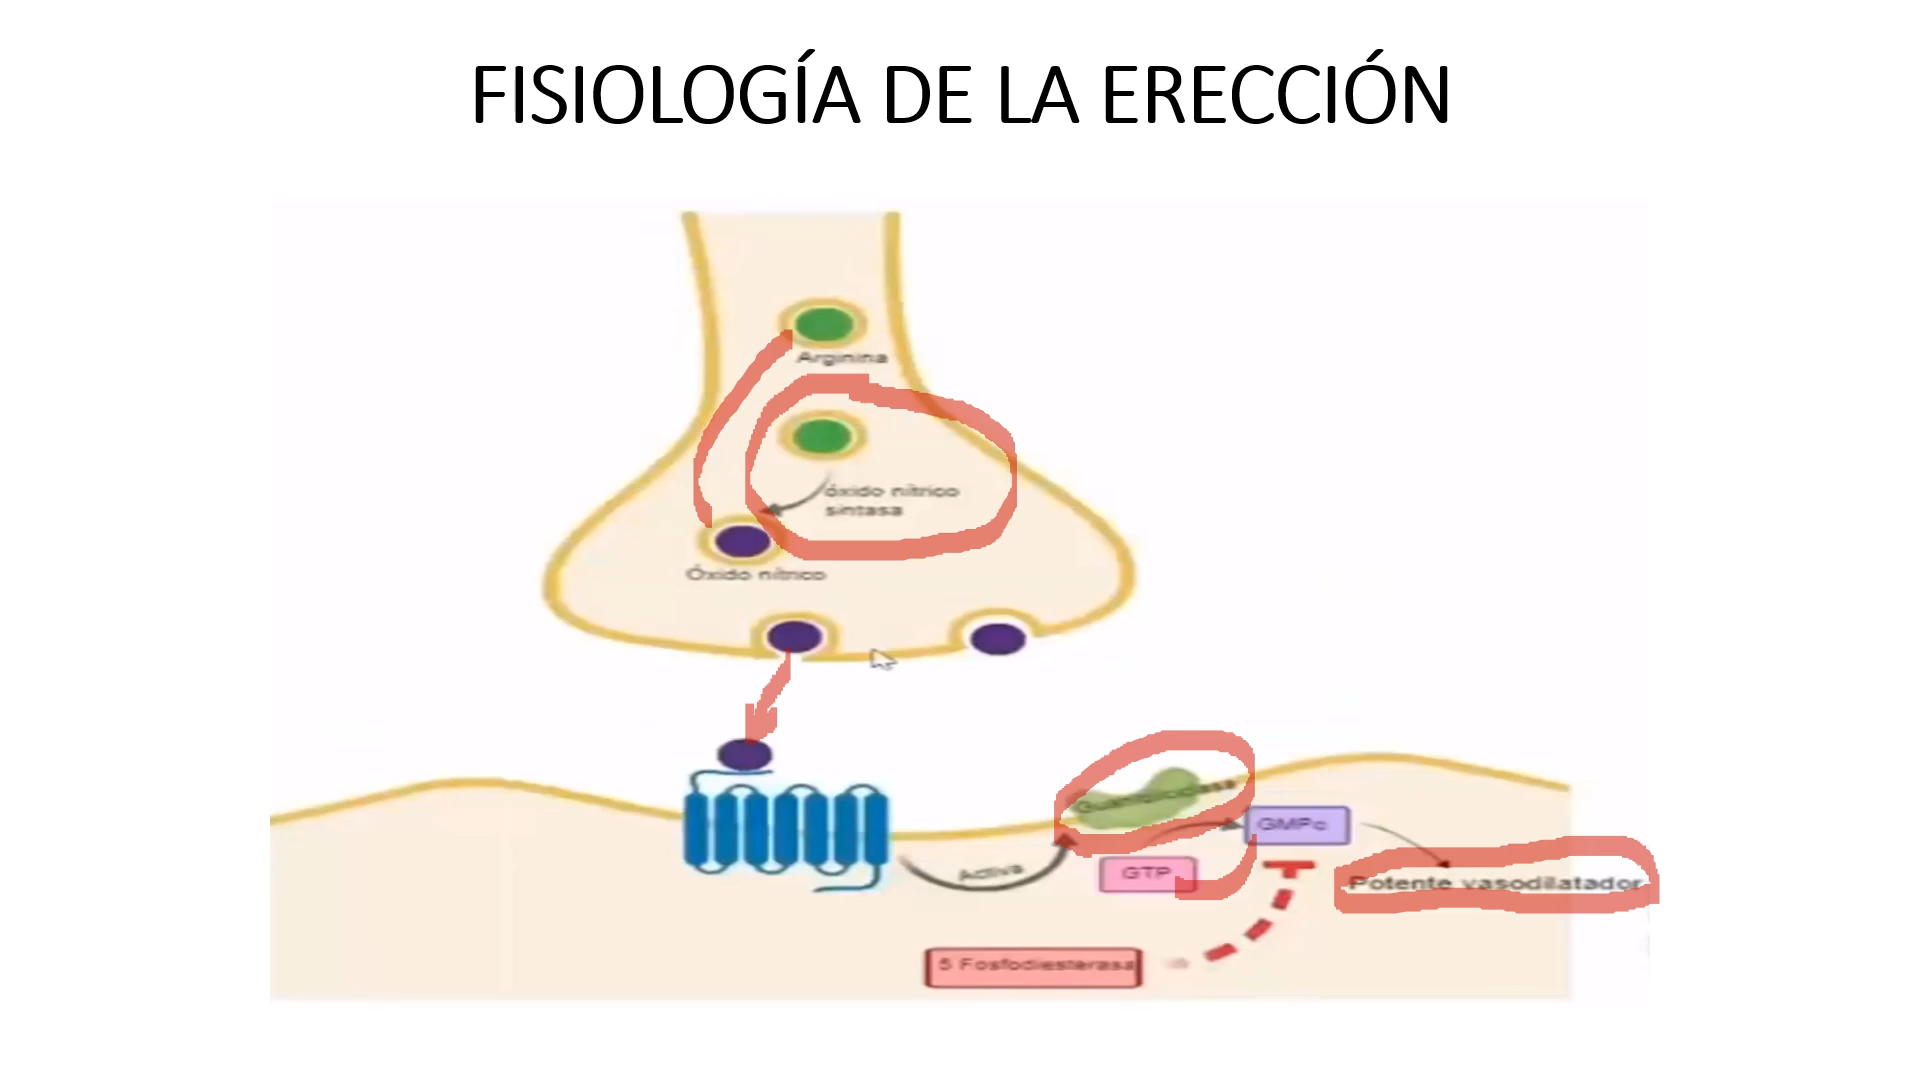 FISIOLOGÍA DE LA ERECCIÓN
Arginina
óxido nítrico
sintasa
Óxido nítrico
Activa
GTP
GMPc
Potente vasodilatador
5 Fosfodiesterasa